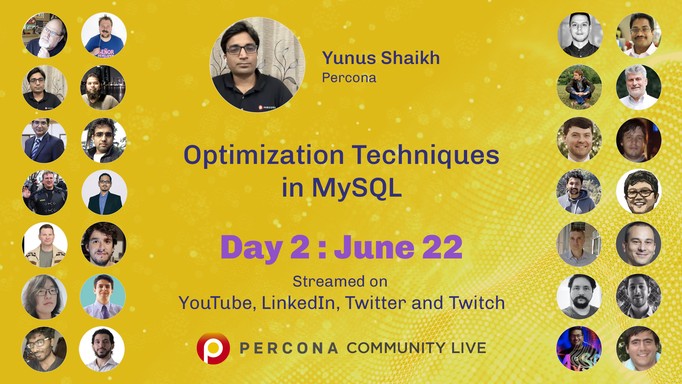 Yunus Shaikh
Percona
Optimization Techniques
in MySQL
Day 2 : June 22
Streamed on
YouTube, LinkedIn, Twitter and Twitch
PERCONA COMMUNITY LIVE